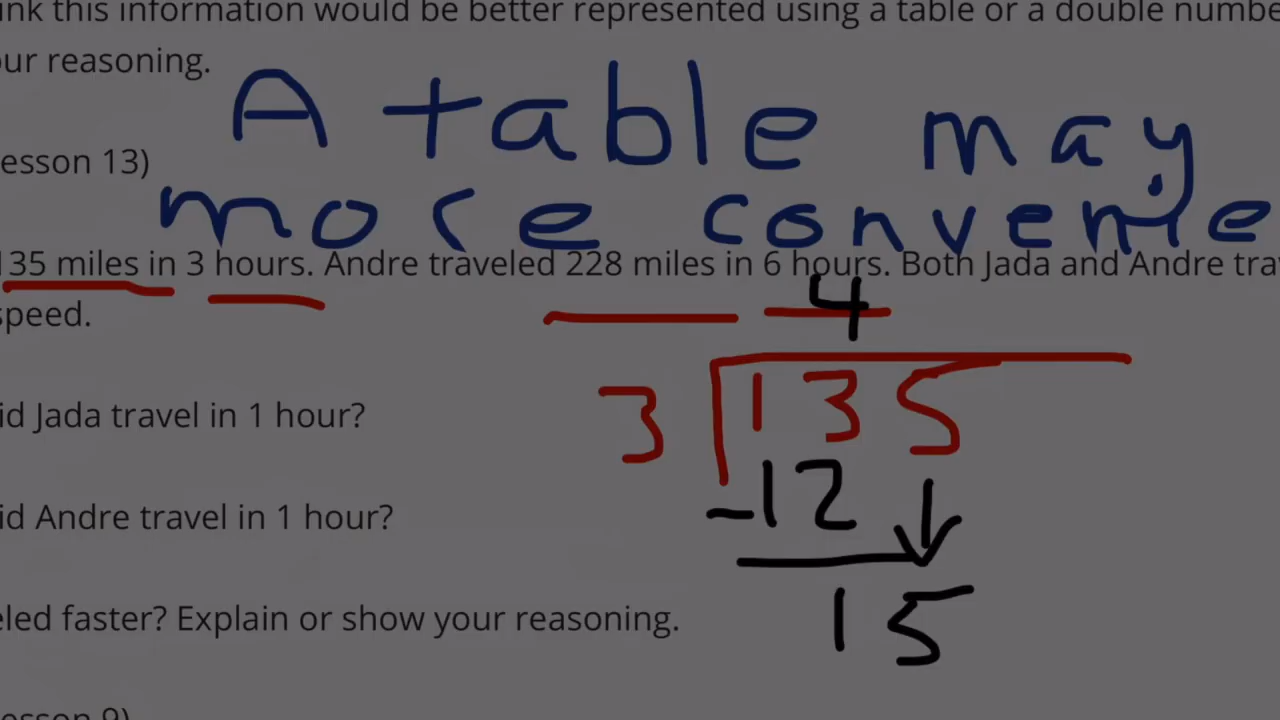 ink this information would be better represented using a table or a double numbe
our reasoning.
A table may
esson 13)
more convenie
135 miles in 3 hours. Andre traveled 228 miles in 6 hours. Both Jada and Andre trav
4
speed.
3 135
id Jada travel in 1 hour?
-12
id Andre travel in 1 hour?
15
eled faster? Explain or show your reasoning.
esson 9)